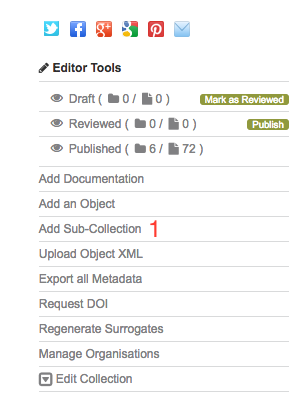 Editor Tools
Draft ( 0 / 0 ) Mark as Reviewed
Reviewed ( 0 / 0 ) Publish
Published ( 6 / 72 )
Add Documentation
Add an Object
Add Sub-Collection 1
Upload Object XML
Export all Metadata
Request DOI
Regenerate Surrogates
Manage Organisations
Edit Collection